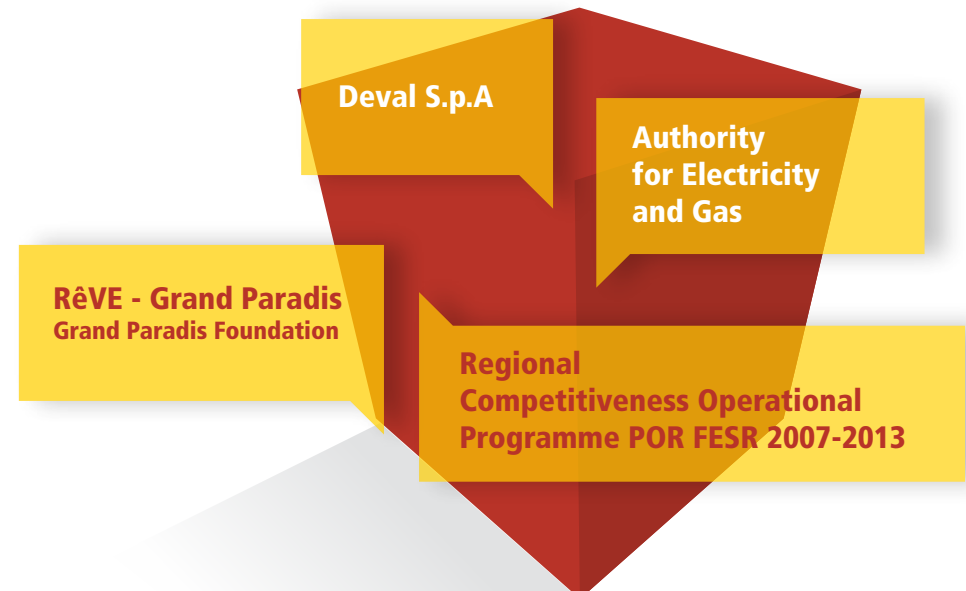 Deval S.p.A
Authority
for Electricity
and Gas
RêVE - Grand Paradis
Grand Paradis Foundation
Regional
Competitiveness Operational
Programme POR FESR 2007-2013